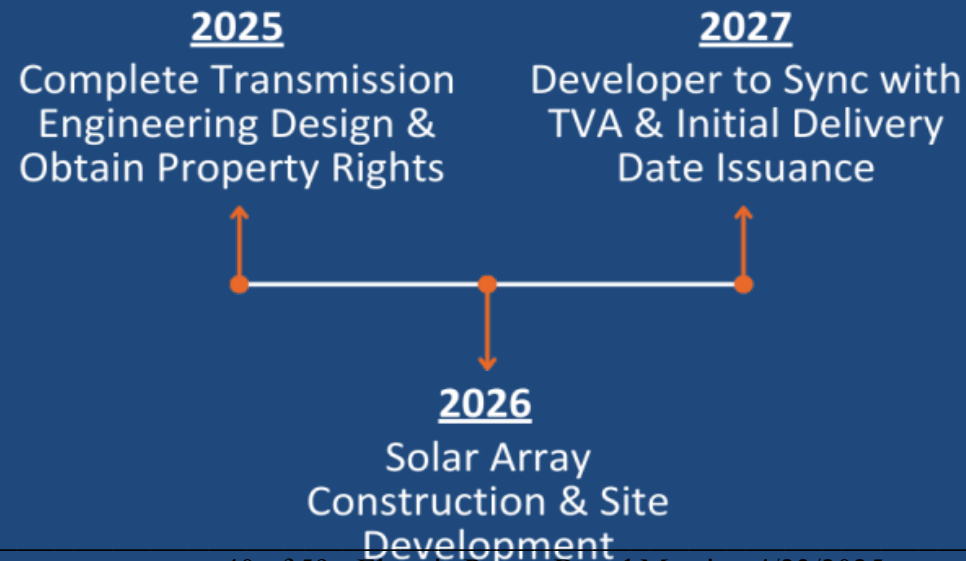 2025
Complete Transmission
Engineering Design &
Obtain Property Rights
2027
Developer to Sync with
TVA & Initial Delivery
Date Issuance
2026
Solar Array
Construction & Site
Development